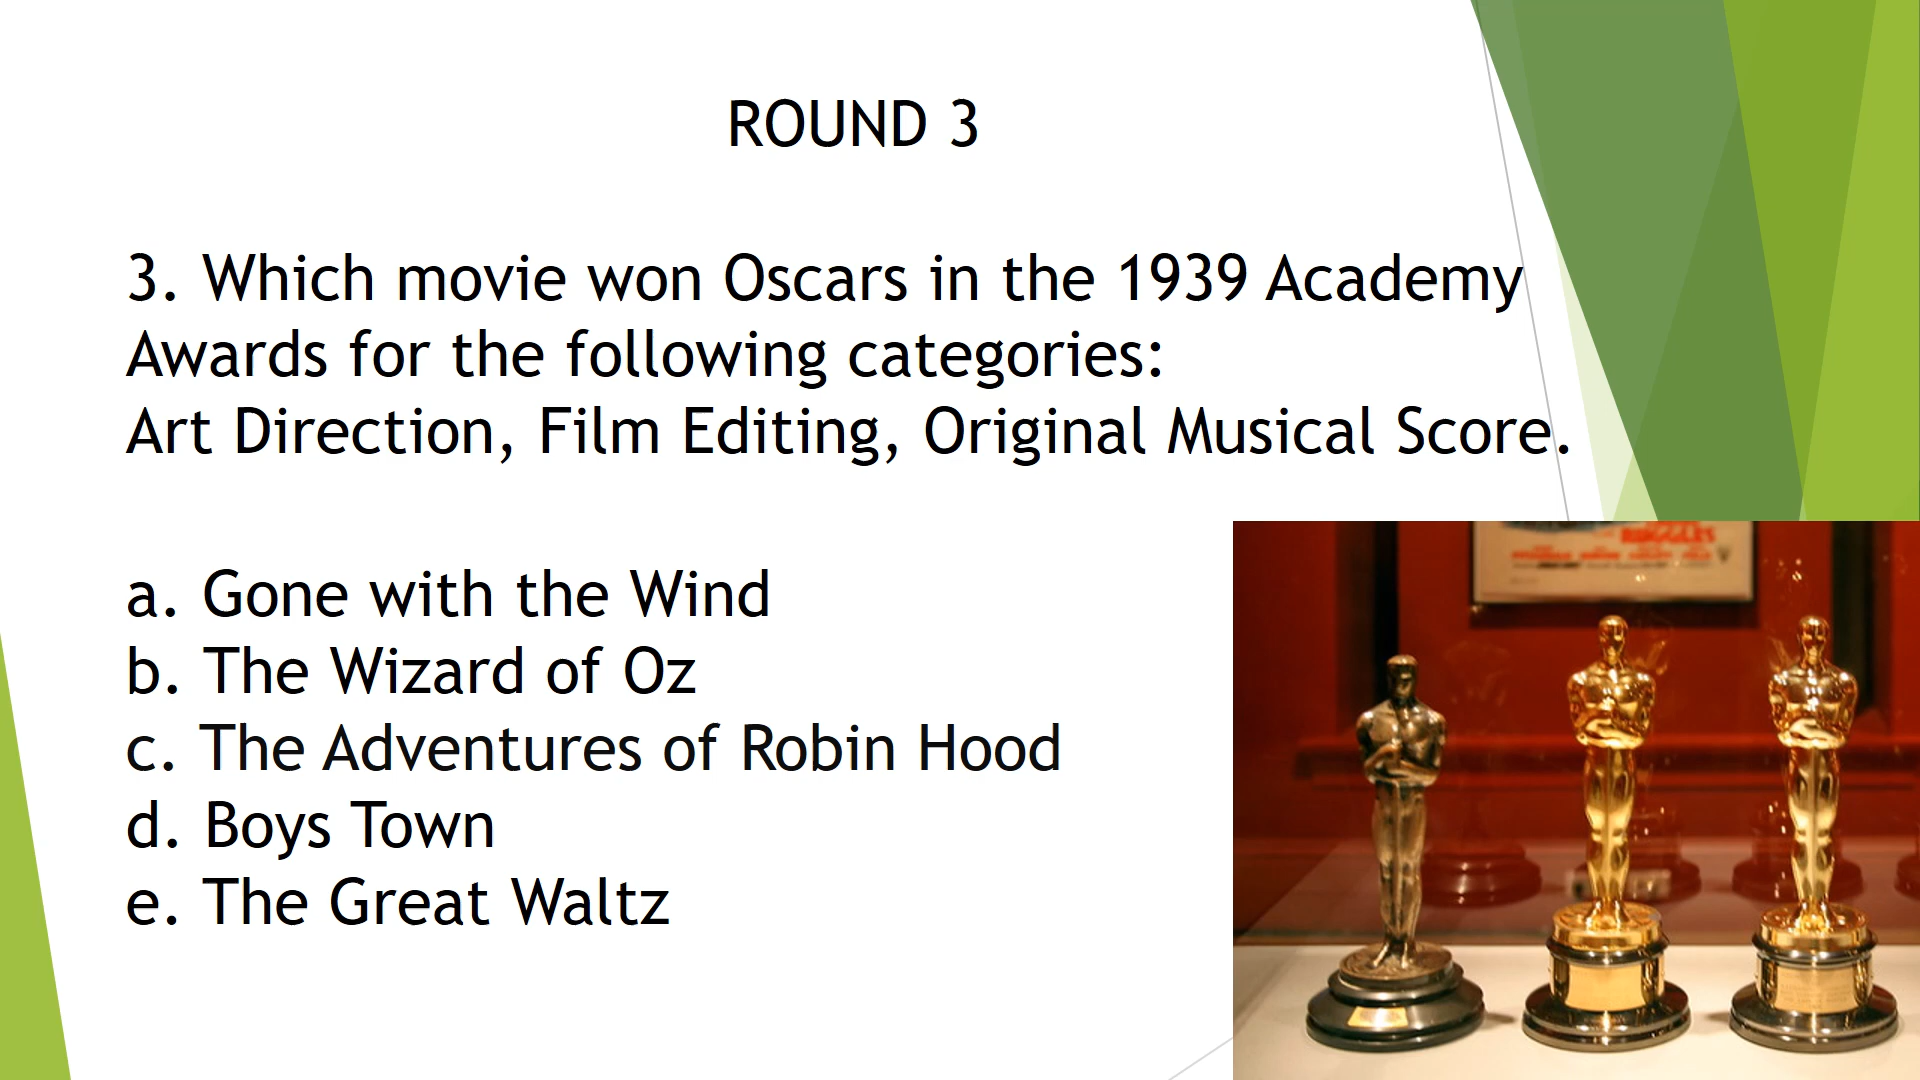 ROUND 3
3. Which movie won Oscars in the 1939 Academy
Awards for the following categories:
Art Direction, Film Editing, Original Musical Score.
a. Gone with the Wind
b. The Wizard of Oz
c. The Adventures of Robin Hood
d. Boys Town
e. The Great Waltz
RUGGLES